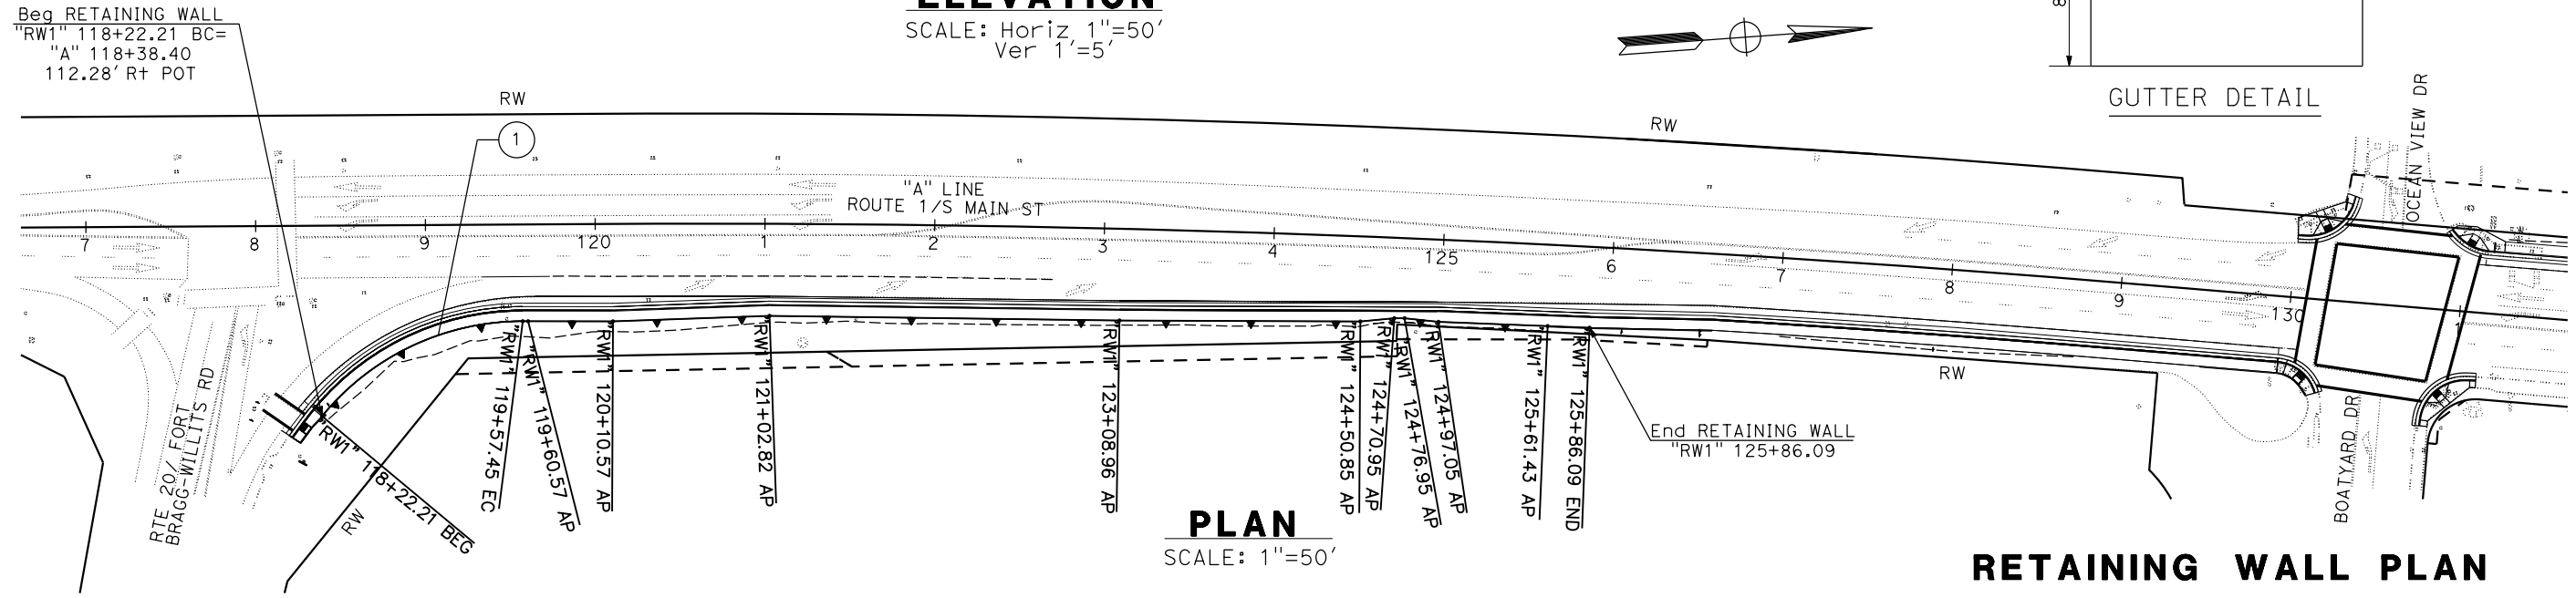 ELEVATION
SCALE: Horiz 1"=50'
Ver 1'=5'
Beg RETAINING WALL
"RW1" 118+22.21 BC=
"A" 118+38.40
112.28' Rt POT
8
GUTTER DETAIL
RW
1
RW
"A" LINE
ROUTE 1/S MAIN ST
7
8
9
120
1
2
3
4
125
6
7
8
9
130
1
OCEAN VIEW DR
BOATYARD DR
RTE 20/ FORT
BRAGG-WILLITS RD
RW
RW
"RW1" 118+22.21 BEG
"RW1" 119+57.45 EC
"RW1" 119+60.57 AP
"RW1" 120+10.57 AP
"RW1" 121+02.82 AP
"RW1" 123+08.96 AP
"RW1" 124+50.85 AP
"RW1" 124+70.95 AP
"RW1" 124+76.95 AP
"RW1" 124+97.05 AP
"RW1" 125+61.43 AP
"RW1" 125+86.09 END
End RETAINING WALL
"RW1" 125+86.09
PLAN
SCALE: 1"=50'
RETAINING WALL PLAN